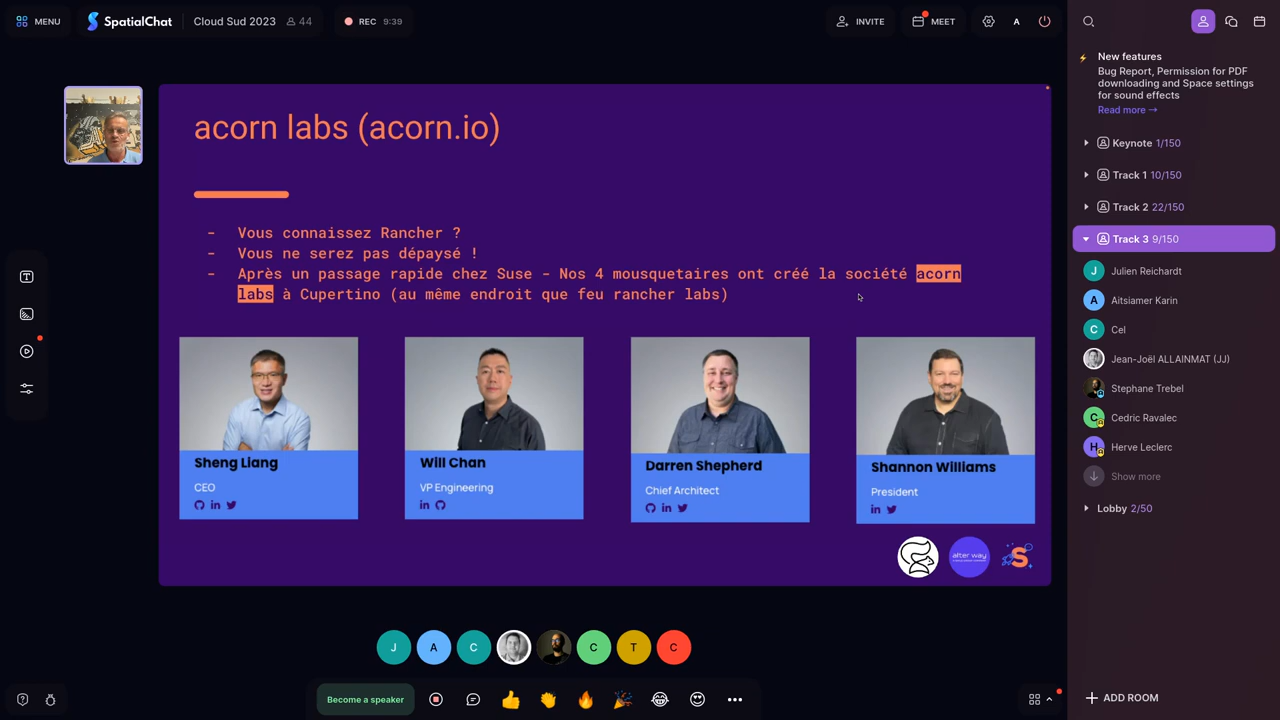 MENU
SpatialChat
Cloud Sud 2023
44
REC 9:39
INVITE
MEET
A
New features
Bug Report, Permission for PDF
downloading and Space settings
for sound effects
Read more →
Keynote 1/150
Track 1 10/150
Track 2 22/150
Track 3 9/150
J Julien Reichardt
A Aitsiamer Karin
C Cel
Jean-Joël ALLAINMAT (JJ)
Stephane Trebel
C Cedric Ravalec
H Herve Leclerc
Show more
Lobby 2/50
ADD ROOM
acorn labs (acorn.io)
- Vous connaissez Rancher ?
- Vous ne serez pas dépaysé !
- Après un passage rapide chez Suse - Nos 4 mousquetaires ont créé la société acorn
labs à Cupertino (au même endroit que feu rancher labs)
Sheng Liang
CEO
Will Chan
VP Engineering
Darren Shepherd
Chief Architect
Shannon Williams
President
alter way
S
J A C C T C
Become a speaker